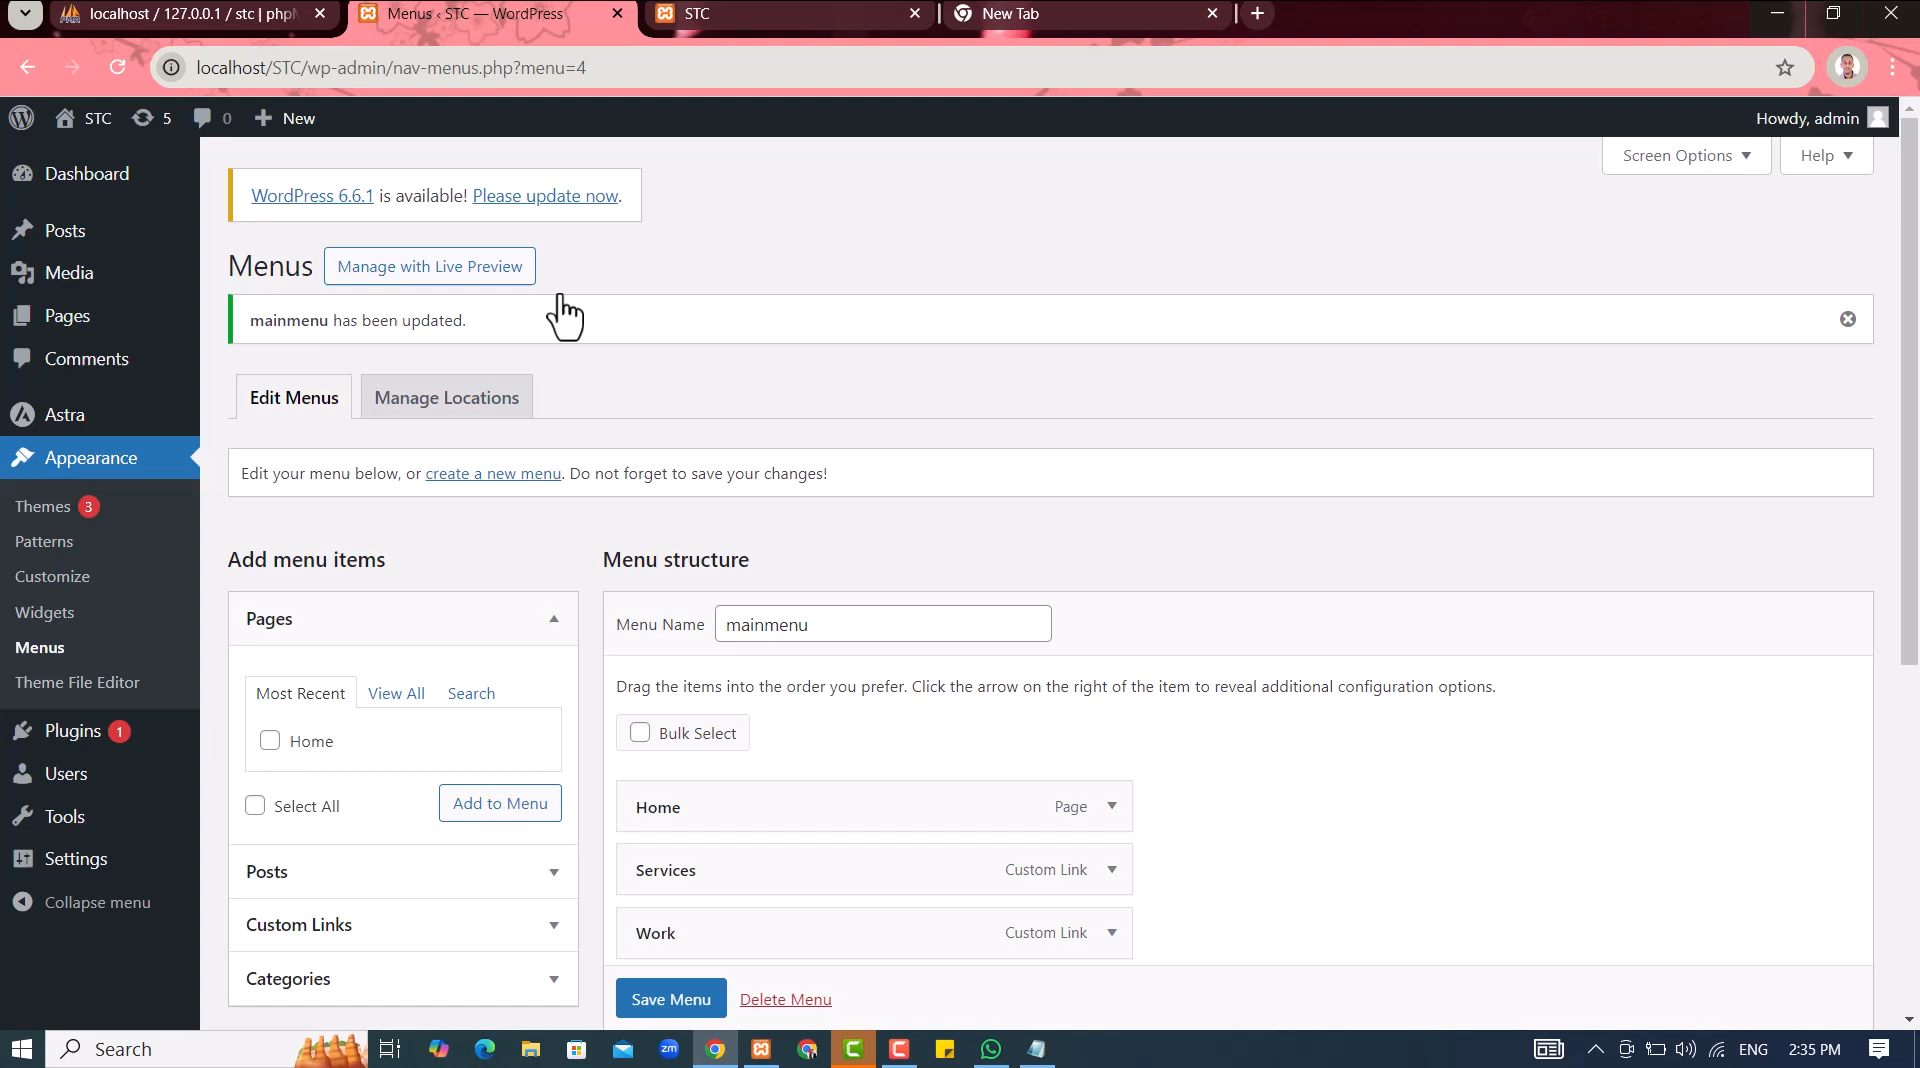 localhost / 127.0.0.1 / stc | phpM
Menus ‹ STC — WordPress
STC
New Tab
localhost/STC/wp-admin/nav-menus.php?menu=4
STC
5
0
New
Howdy, admin
Screen Options
Help
Dashboard
Posts
Media
Pages
Comments
Astra
Appearance
Themes 3
Patterns
Customize
Widgets
Menus
Theme File Editor
Plugins 1
Users
Tools
Settings
Collapse menu
WordPress 6.6.1 is available! Please update now.
Menus
Manage with Live Preview
mainmenu has been updated.
Edit Menus
Manage Locations
Edit your menu below, or create a new menu. Do not forget to save your changes!
Add menu items
Pages
Most Recent
View All
Search
Home
Select All
Add to Menu
Posts
Custom Links
Categories
Menu structure
Menu Name
mainmenu
Drag the items into the order you prefer. Click the arrow on the right of the item to reveal additional configuration options.
Bulk Select
Home
Page
Services
Custom Link
Work
Custom Link
Save Menu
Delete Menu
Search
zm
ENG
2:35 PM